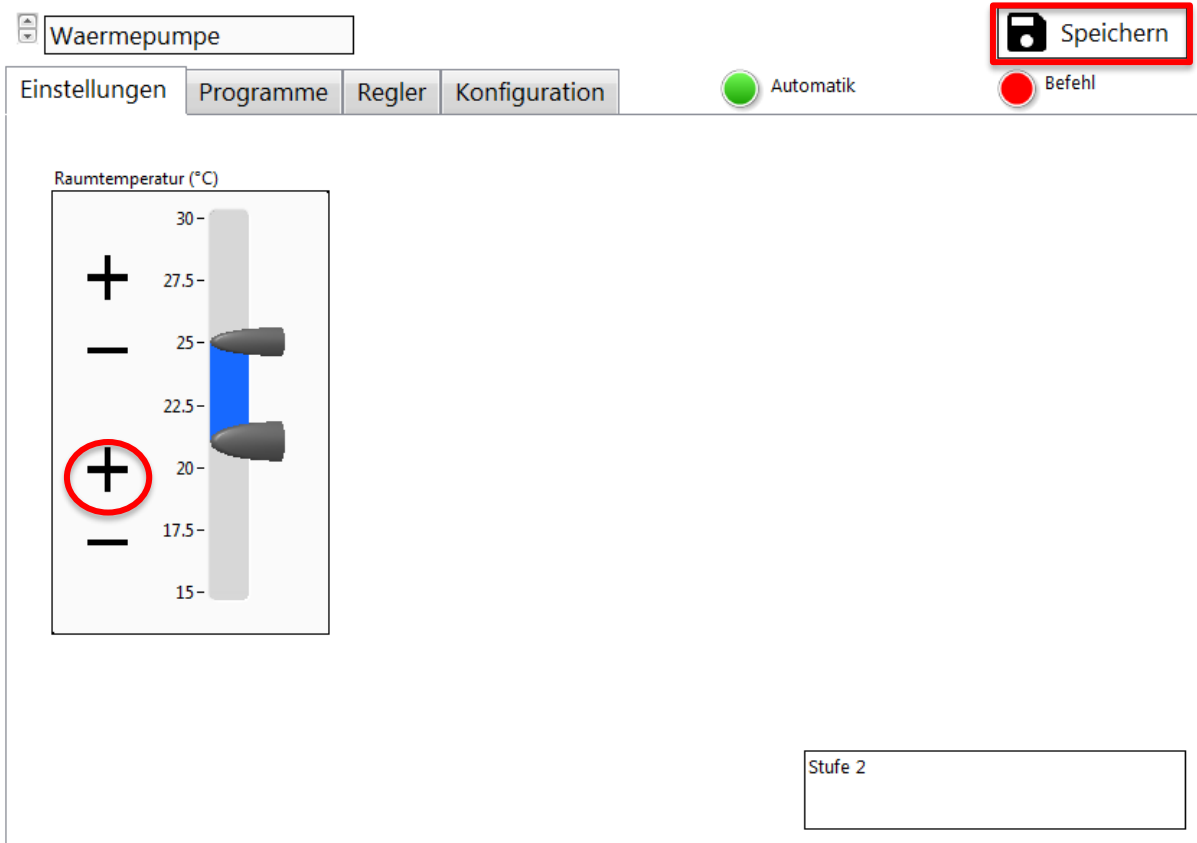 Waermepumpe
Speichern
Einstellungen
Programme
Regler
Konfiguration
Automatik
Befehl
Raumtemperatur (°C)
30
27.5
25
22.5
20
17.5
15
Stufe 2